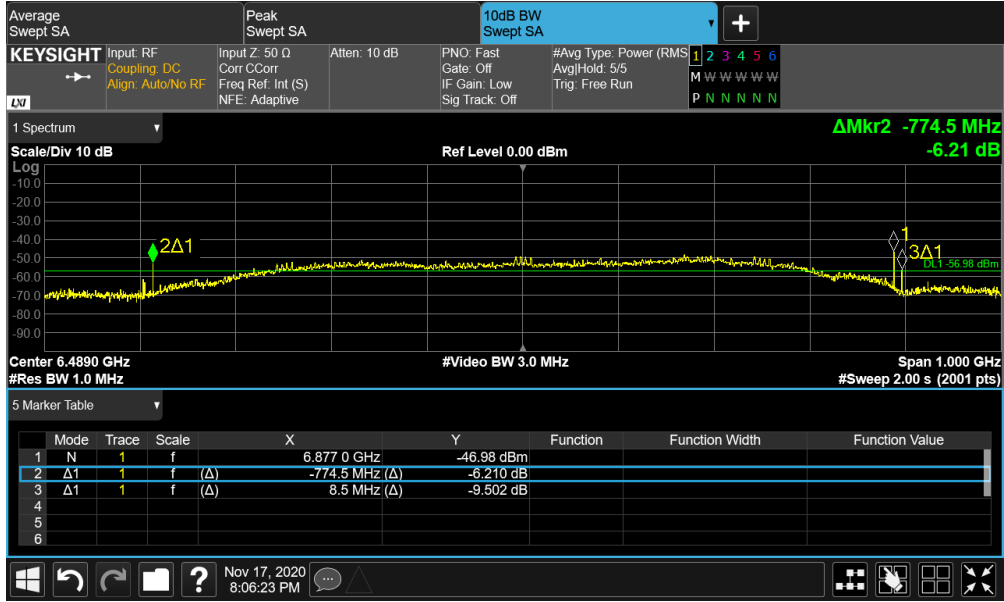 Average
Swept SA
Peak
Swept SA
10dB BW
Swept SA
KEYSIGHT
LXI
Input: RF
Coupling: DC
Align: Auto/No RF
Input Z: 50 Ω
Corr CCorr
Freq Ref: Int (S)
NFE: Adaptive
Atten: 10 dB
PNO: Fast
Gate: Off
IF Gain: Low
Sig Track: Off
#Avg Type: Power (RMS
Avg|Hold: 5/5
Trig: Free Run
1 2 3 4 5 6
M W W W W W
P N N N N N
1 Spectrum
ΔMkr2 -774.5 MHz
Scale/Div 10 dB
Ref Level 0.00 dBm
-6.21 dB
Log
-10.0
-20.0
-30.0
-40.0
-50.0
-60.0
-70.0
-80.0
-90.0
2Δ1
1
3Δ1
DL1 -56.98 dBm
Center 6.4890 GHz
#Video BW 3.0 MHz
Span 1.000 GHz
#Res BW 1.0 MHz
#Sweep 2.00 s (2001 pts)
5 Marker Table
Mode Trace Scale X Y Function Function Width Function Value
1 N 1 f 6.877 0 GHz -46.98 dBm
2 Δ1 1 f (Δ) -774.5 MHz (Δ) -6.210 dB
3 Δ1 1 f (Δ) 8.5 MHz (Δ) -9.502 dB
4
5
6
?
Nov 17, 2020
8:06:23 PM